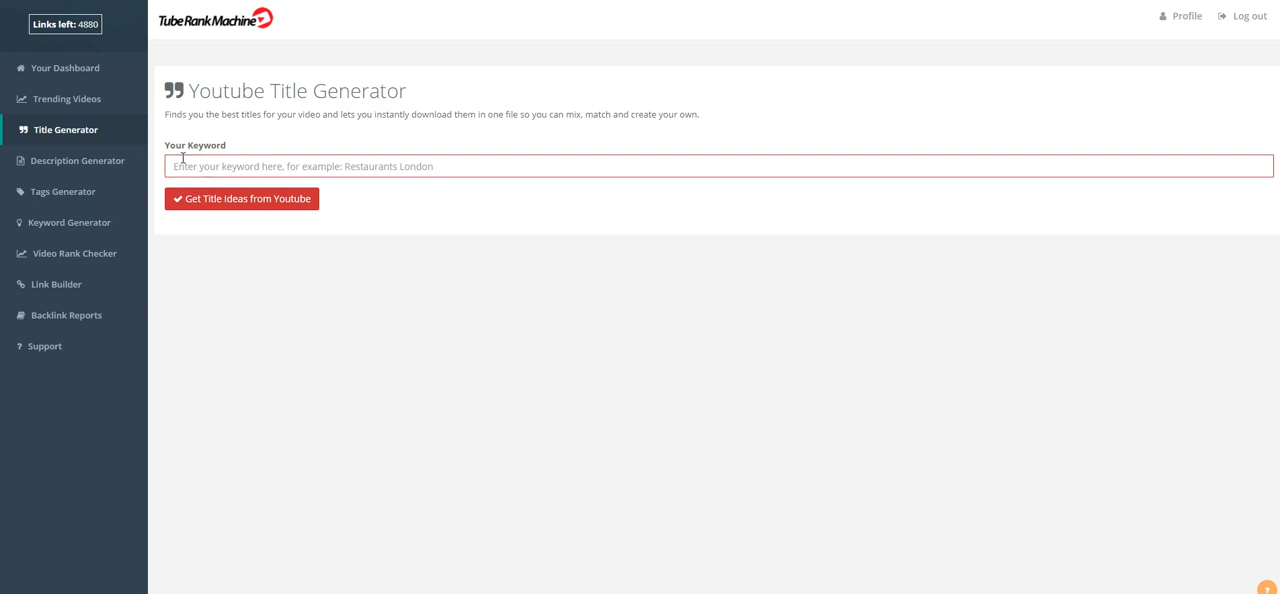 Links left: 4880
TubeRankMachine
Profile
Log out
Your Dashboard
Trending Videos
Title Generator
Description Generator
Tags Generator
Keyword Generator
Video Rank Checker
Link Builder
Backlink Reports
? Support
Youtube Title Generator
Finds you the best titles for your video and lets you instantly download them in one file so you can mix, match and create your own.
Your Keyword
Enter your keyword here, for example: Restaurants London
Get Title Ideas from Youtube
?